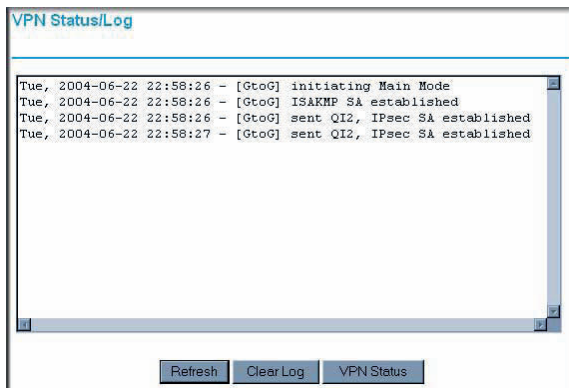 VPN Status/Log
Tue, 2004-06-22 22:58:26 - [GtoG] initiating Main Mode
Tue, 2004-06-22 22:58:26 - [GtoG] ISAKMP SA established
Tue, 2004-06-22 22:58:26 - [GtoG] sent QI2, IPsec SA established
Tue, 2004-06-22 22:58:27 - [GtoG] sent QI2, IPsec SA established
Refresh Clear Log VPN Status